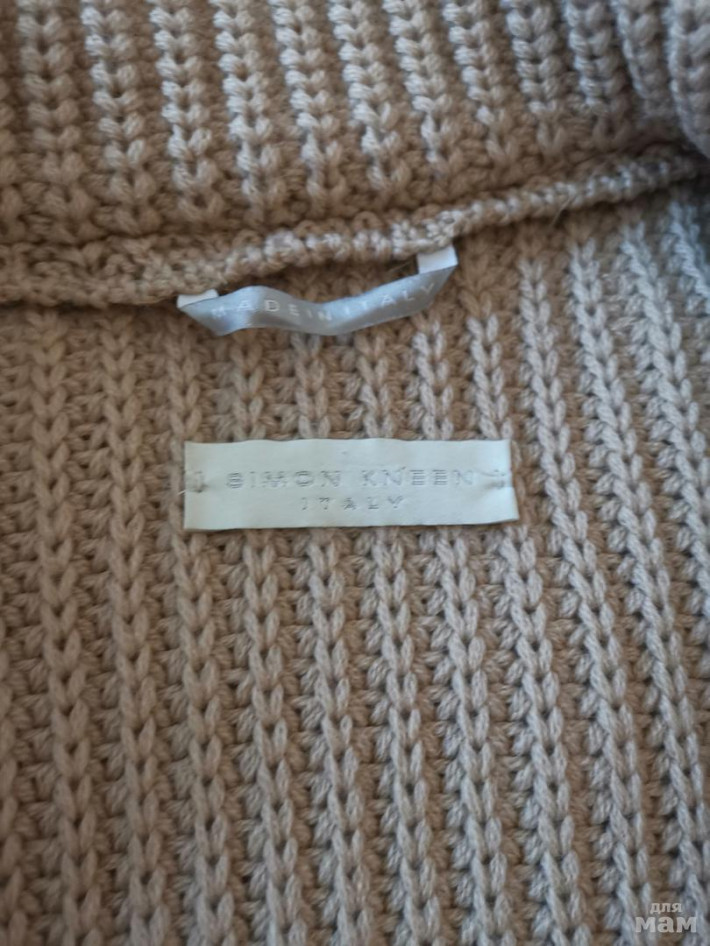 MADE IN ITALY
SIMON KNEEN
ITALY
для
мам